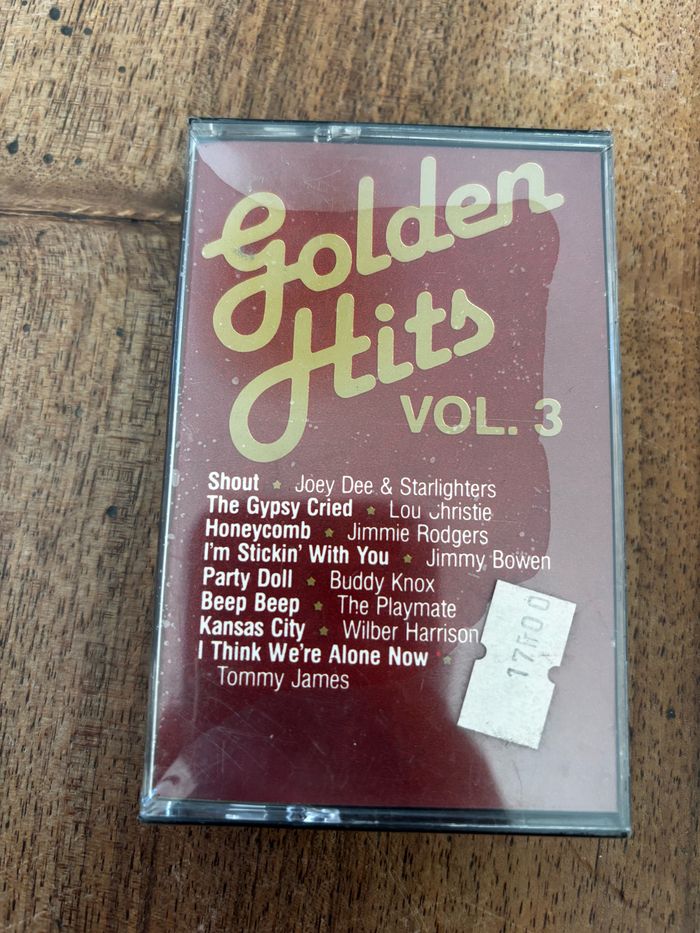 Golden
Hits
VOL. 3
Shout ★ Joey Dee & Starlighters
The Gypsy Cried ★ Lou Christie
Honeycomb ★ Jimmie Rodgers
I'm Stickin' With You ★ Jimmy Bowen
Party Doll ★ Buddy Knox
Beep Beep ★ The Playmate
Kansas City ★ Wilber Harrison
I Think We're Alone Now ★
Tommy James
17.00